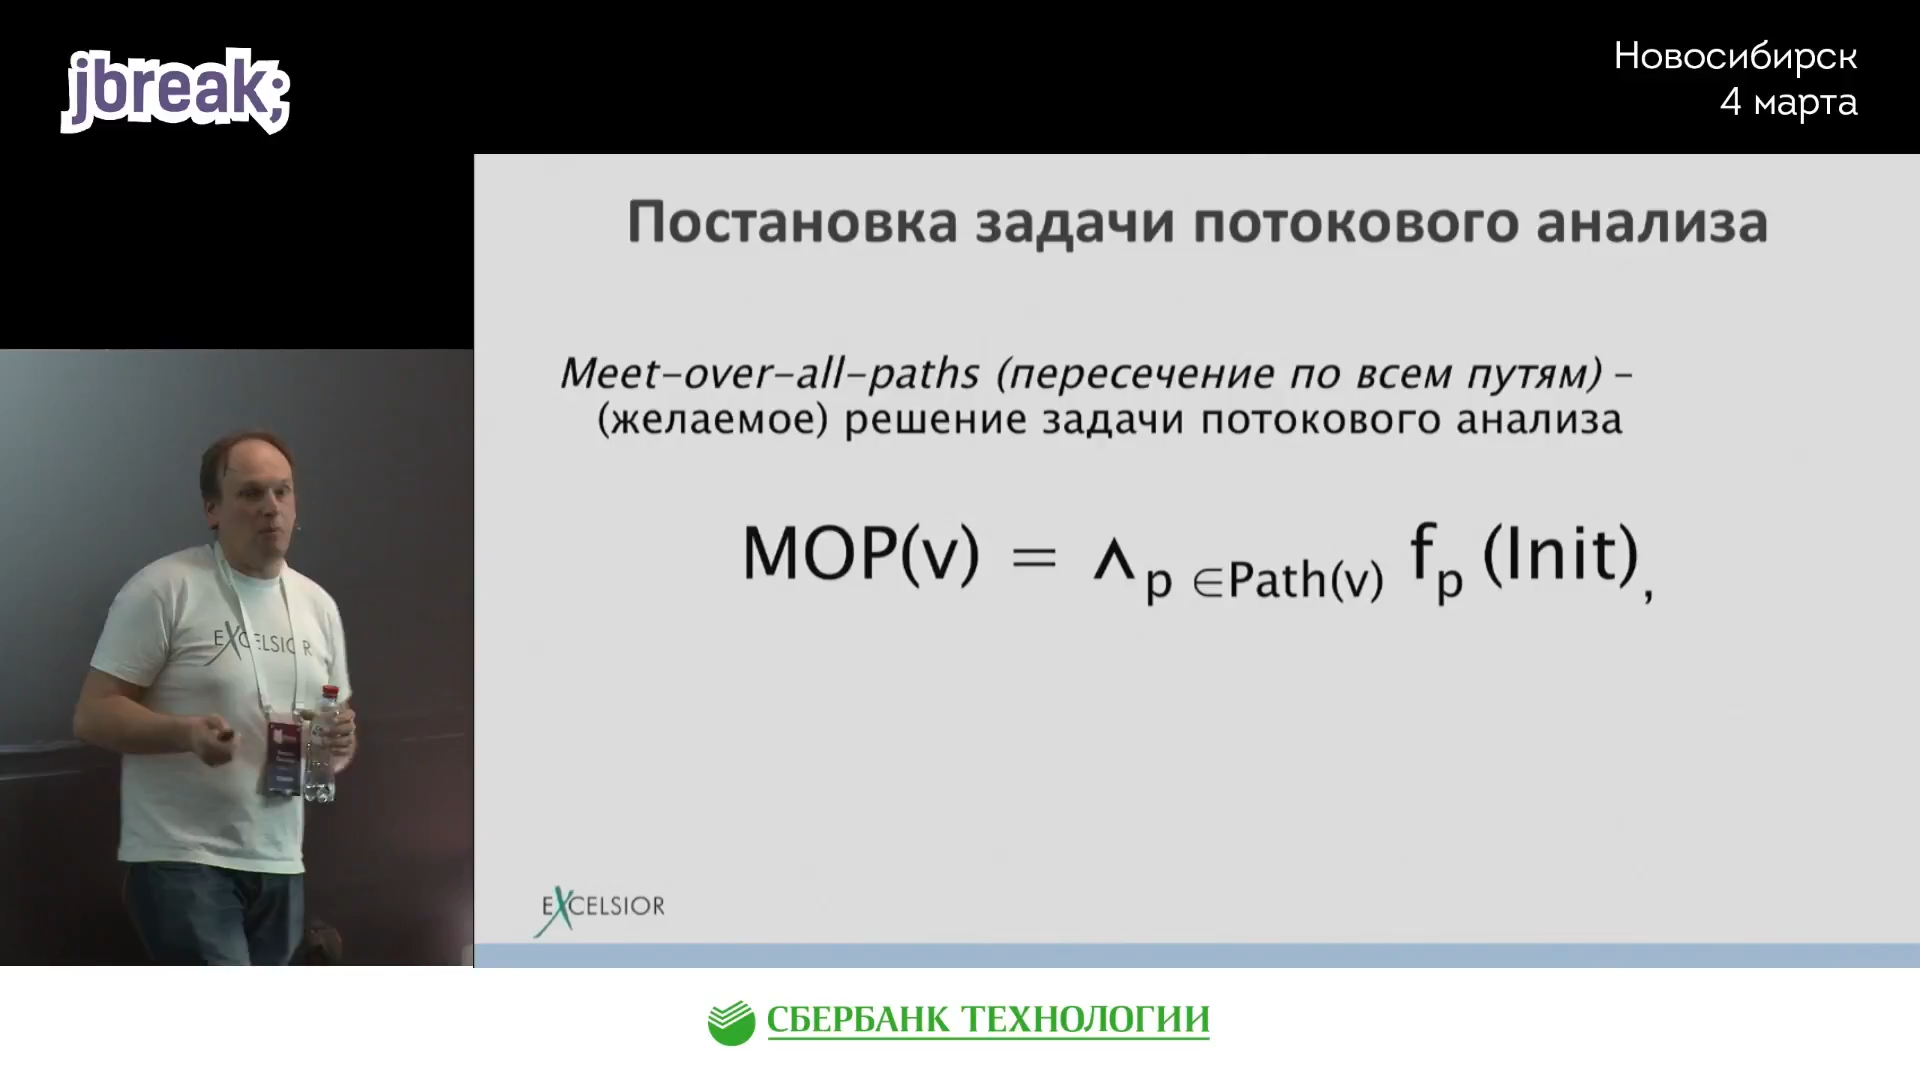 jbreak;
Новосибирск
4 марта
Постановка задачи потокового анализа
Meet-over-all-paths (пересечение по всем путям) –
(желаемое) решение задачи потокового анализа
MOP(v) = ∧ p ∈Path(v) fp (Init),
EXCELSIOR
EXCELSIOR
СБЕРБАНК ТЕХНОЛОГИИ